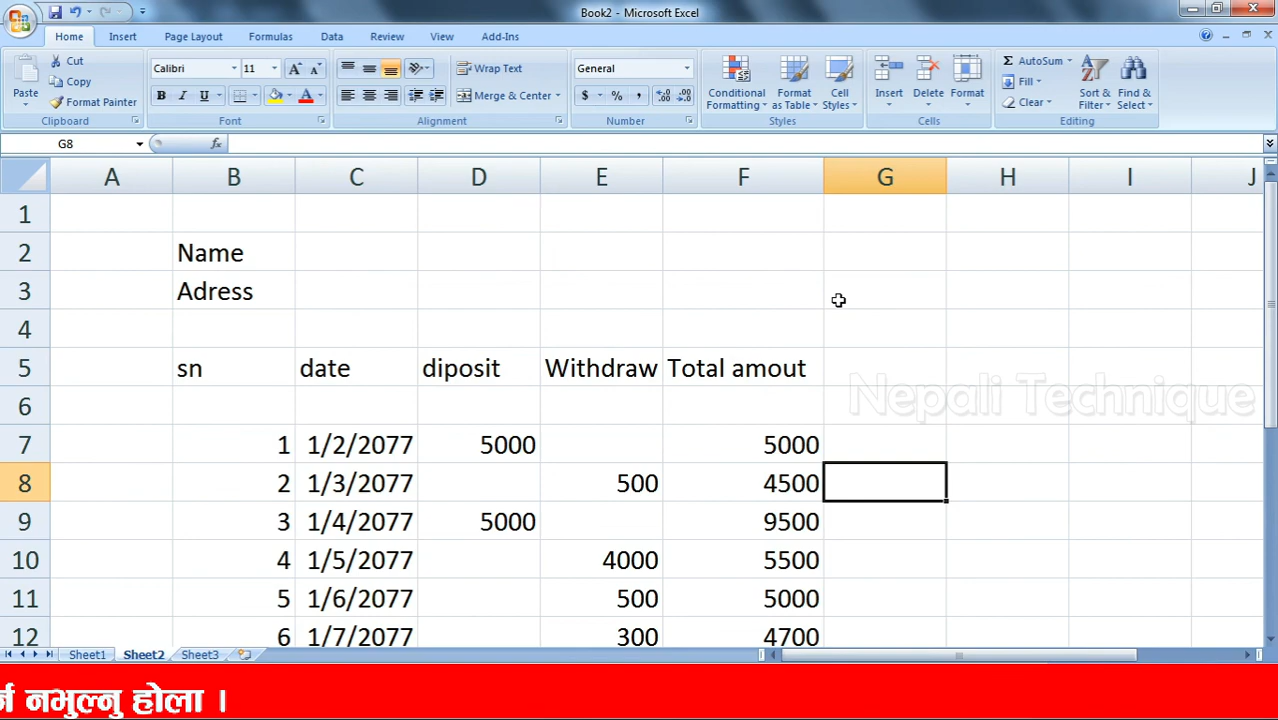 Book2 - Microsoft Excel
Home Insert Page Layout Formulas Data Review View Add-Ins
Paste Cut Copy Format Painter Clipboard
Calibri 11 A A B I U A Font
Wrap Text Merge & Center Alignment
General $ % , .0 .00 .00 .0 Number
Conditional Formatting Format as Table Cell Styles Styles
Insert Delete Format Cells
Σ AutoSum Fill Clear Sort & Filter Find & Select Editing
G8 fx
A B C D E F G H I J
1
2 Name
3 Adress
4
5 sn date diposit Withdraw Total amout
Nepali Technique
6
7 1 1/2/2077 5000 5000
8 2 1/3/2077 500 4500
9 3 1/4/2077 5000 9500
10 4 1/5/2077 4000 5500
11 5 1/6/2077 500 5000
12 6 1/7/2077 300 4700
Sheet1 Sheet2 Sheet3
नभुल्नु होला ।